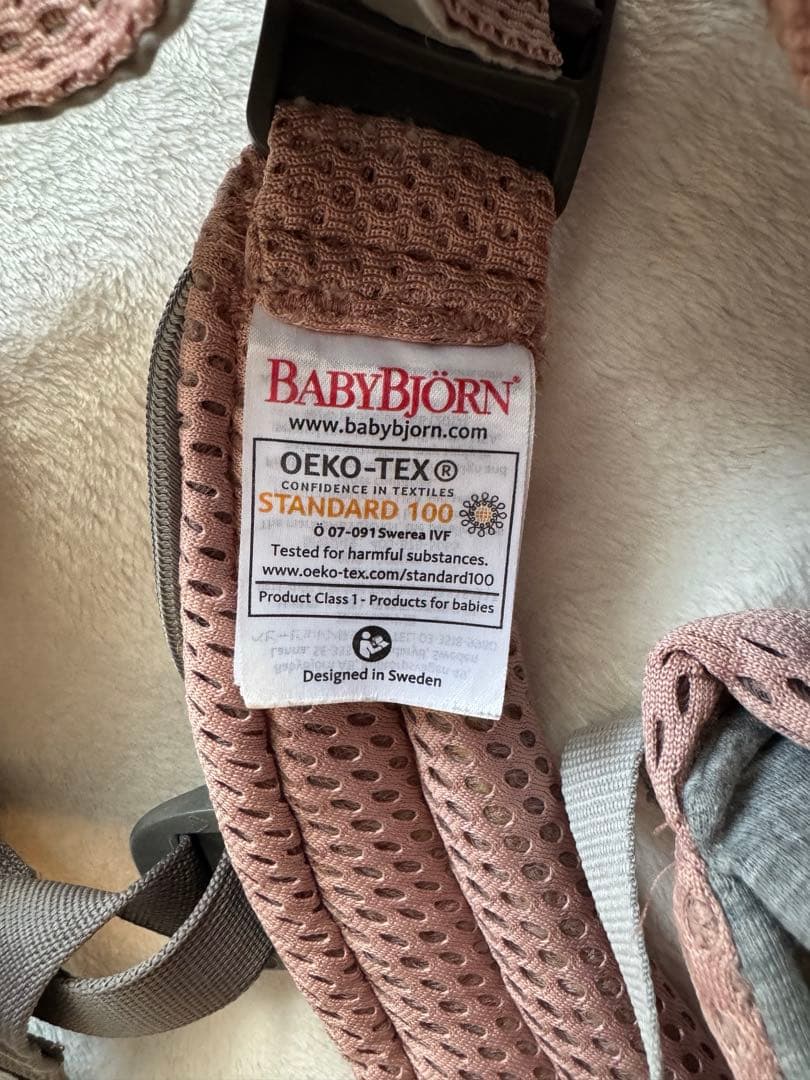 BABYBJÖRN®
www.babybjorn.com
OEKO-TEX®
CONFIDENCE IN TEXTILES
STANDARD 100
Ö 07-091 Swerea IVF
Tested for harmful substances.
www.oeko-tex.com/standard100
Product Class 1 - Products for babies
Designed in Sweden